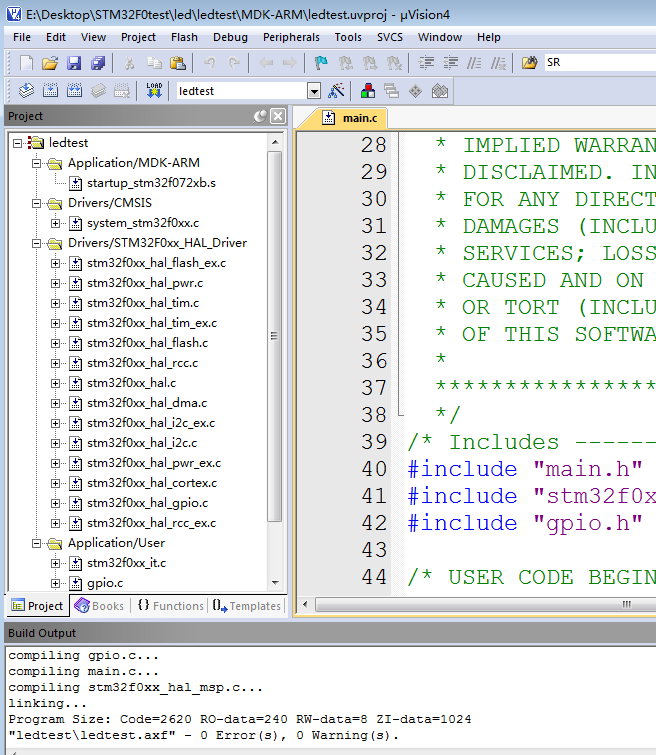 E:\Desktop\STM32F0test\led\ledtest\MDK-ARM\ledtest.uvproj - µVision4
File Edit View Project Flash Debug Peripherals Tools SVCS Window Help
SR
LOAD ledtest
Project
main.c
ledtest
Application/MDK-ARM
startup_stm32f072xb.s
Drivers/CMSIS
system_stm32f0xx.c
Drivers/STM32F0xx_HAL_Driver
stm32f0xx_hal_flash_ex.c
stm32f0xx_hal_pwr.c
stm32f0xx_hal_tim.c
stm32f0xx_hal_tim_ex.c
stm32f0xx_hal_flash.c
stm32f0xx_hal_rcc.c
stm32f0xx_hal.c
stm32f0xx_hal_dma.c
stm32f0xx_hal_i2c_ex.c
stm32f0xx_hal_i2c.c
stm32f0xx_hal_pwr_ex.c
stm32f0xx_hal_cortex.c
stm32f0xx_hal_gpio.c
stm32f0xx_hal_rcc_ex.c
Application/User
stm32f0xx_it.c
gpio.c
28 * IMPLIED WARRAN
29 * DISCLAIMED. IN
30 * FOR ANY DIRECT
31 * DAMAGES (INCLU
32 * SERVICES; LOSS
33 * CAUSED AND ON
34 * OR TORT (INCLU
35 * OF THIS SOFTWA
36 *
37 *****************
38 */
39 /* Includes ------
40 #include "main.h"
41 #include "stm32f0x
42 #include "gpio.h"
43
44 /* USER CODE BEGIN
Project Books {} Functions 0 Templates
Build Output
compiling gpio.c...
compiling main.c...
compiling stm32f0xx_hal_msp.c...
linking...
Program Size: Code=2620 RO-data=240 RW-data=8 ZI-data=1024
"ledtest\ledtest.axf" - 0 Error(s), 0 Warning(s).